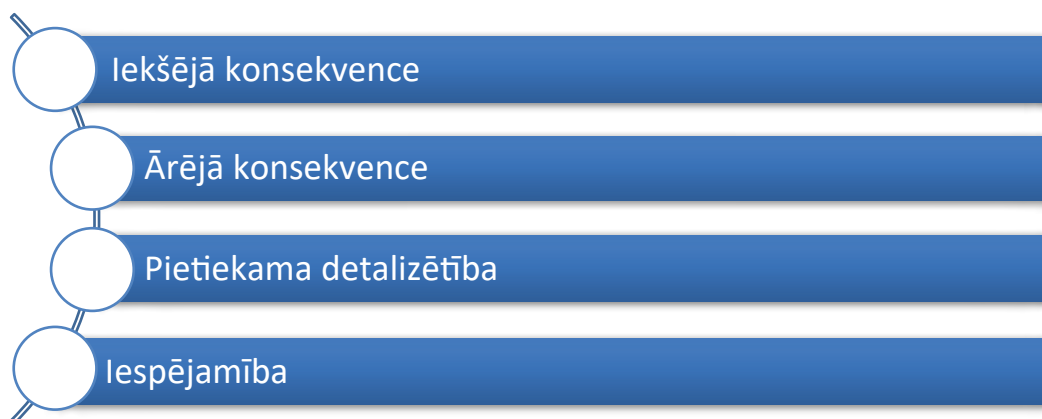 Iekšējā konsekvence
Ārējā konsekvence
Pietiekama detalizētība
Iespējamība